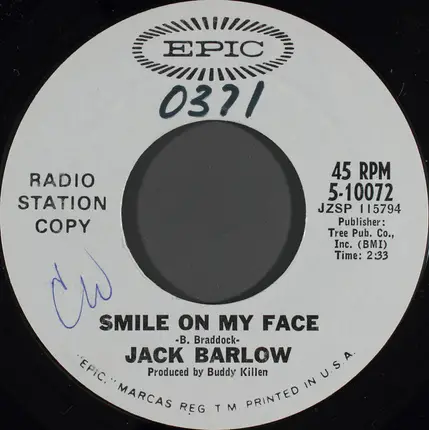 EPIC
0371
RADIO
STATION
COPY
45 RPM
5-10072
JZSP 115794
Publisher:
Tree Pub. Co.,
Inc. (BMI)
Time: 2:33
CW
SMILE ON MY FACE
-B. Braddock-
JACK BARLOW
Produced by Buddy Killen
"EPIC," MARCAS REG T M PRINTED IN U.S.A.